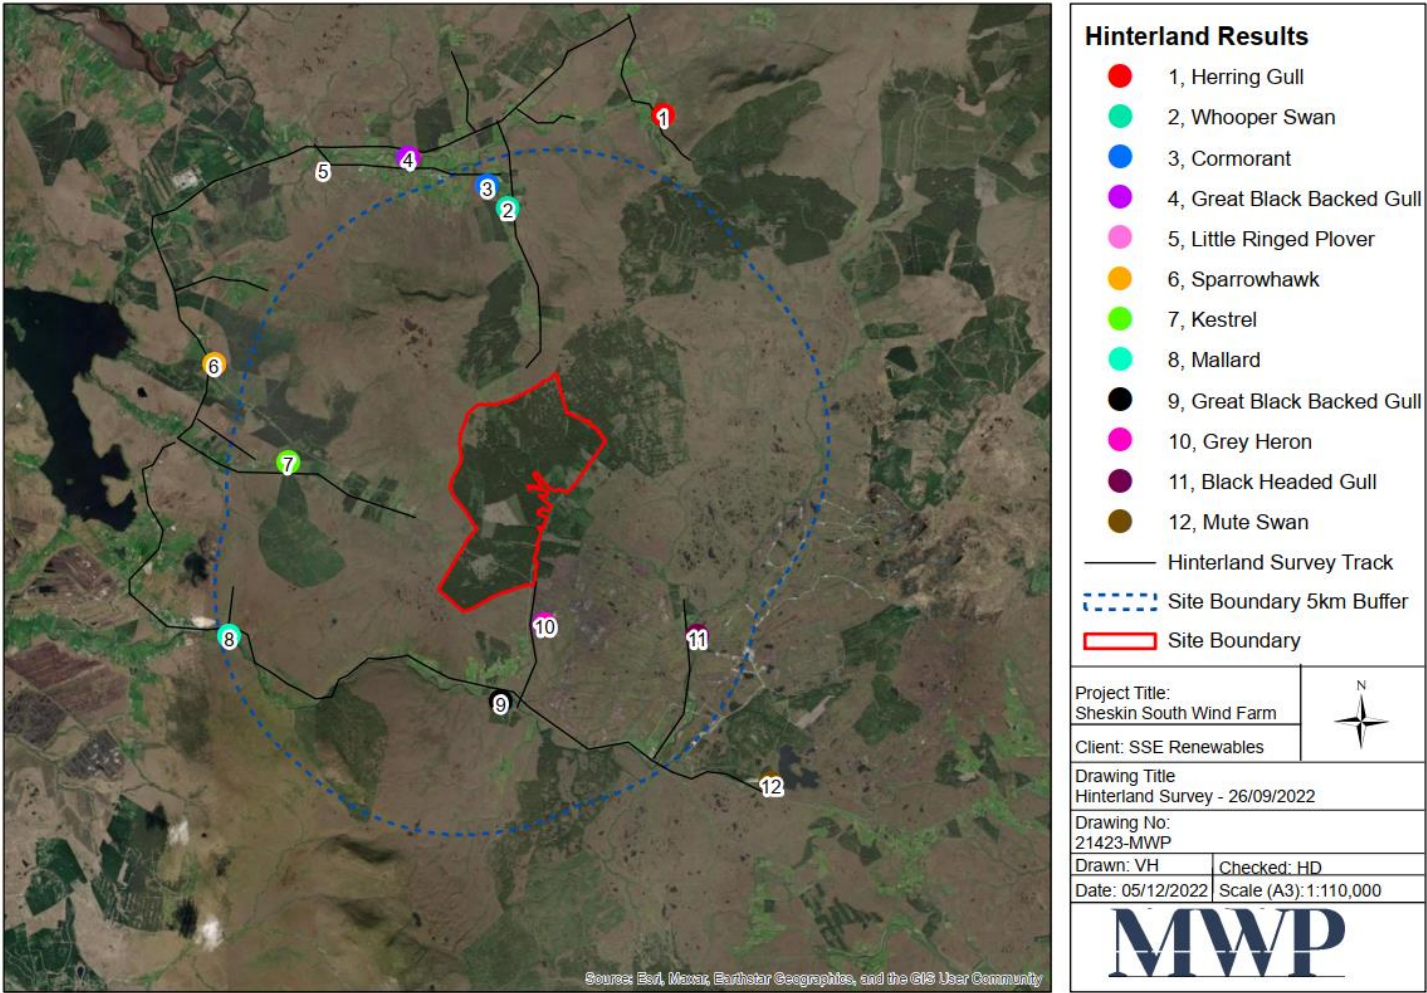 1
4
5
3
2
6
7
8
10
11
9
12
Source: Esri, Maxar, Earthstar Geographics, and the GIS User Community
Hinterland Results
1, Herring Gull
2, Whooper Swan
3, Cormorant
4, Great Black Backed Gull
5, Little Ringed Plover
6, Sparrowhawk
7, Kestrel
8, Mallard
9, Great Black Backed Gull
10, Grey Heron
11, Black Headed Gull
12, Mute Swan
Hinterland Survey Track
Site Boundary 5km Buffer
Site Boundary
Project Title:
Sheskin South Wind Farm
N
Client: SSE Renewables
Drawing Title
Hinterland Survey - 26/09/2022
Drawing No:
21423-MWP
Drawn: VH
Checked: HD
Date: 05/12/2022
Scale (A3): 1:110,000
MWP